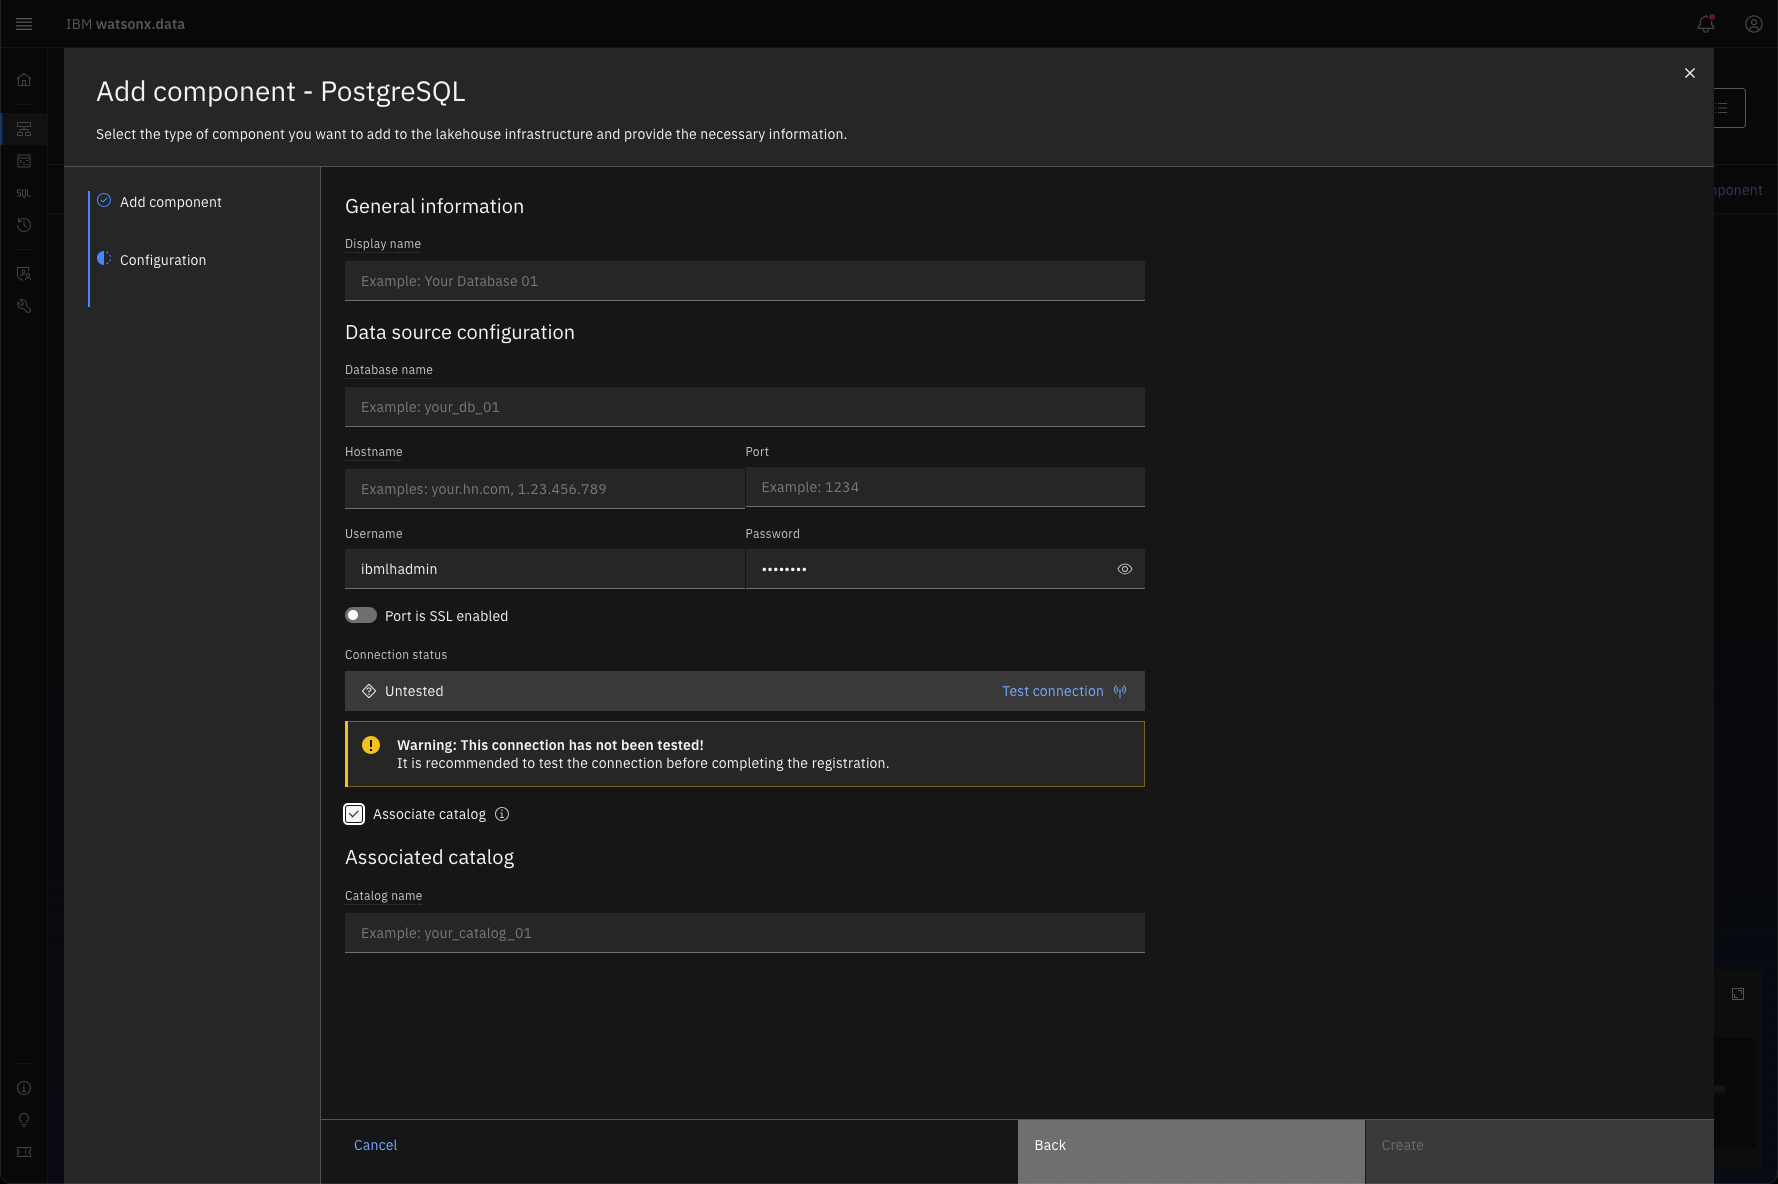 IBM watsonx.data
Add component - PostgreSQL
Select the type of component you want to add to the lakehouse infrastructure and provide the necessary information.
SQL
Add component
Configuration
General information
Display name
Example: Your Database 01
Data source configuration
Database name
Example: your_db_01
Hostname
Port
Examples: your.hn.com, 1.23.456.789
Example: 1234
Username
Password
ibmlhadmin
••••••••
Port is SSL enabled
Connection status
Untested
Test connection
Warning: This connection has not been tested!
It is recommended to test the connection before completing the registration.
Associate catalog
Associated catalog
Catalog name
Example: your_catalog_01
Cancel
Back
Create